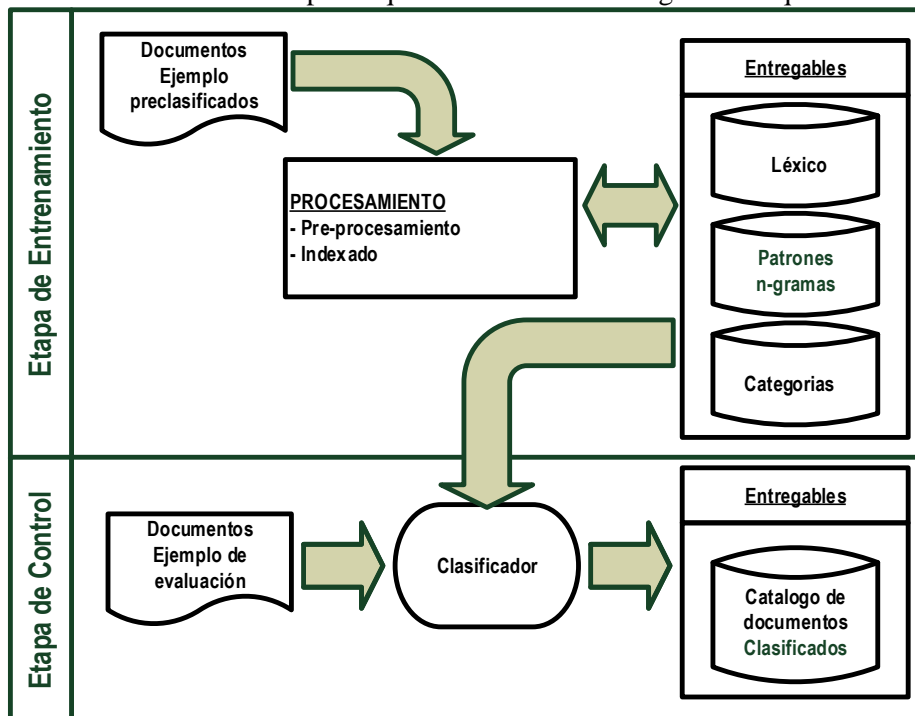 Etapa de Entrenamiento
Documentos
Ejemplo
preclasificados
PROCESAMIENTO
- Pre-procesamiento
- Indexado
Entregables
Léxico
Patrones
n-gramas
Categorias
Etapa de Control
Documentos
Ejemplo de
evaluación
Clasificador
Entregables
Catalogo de
documentos
Clasificados